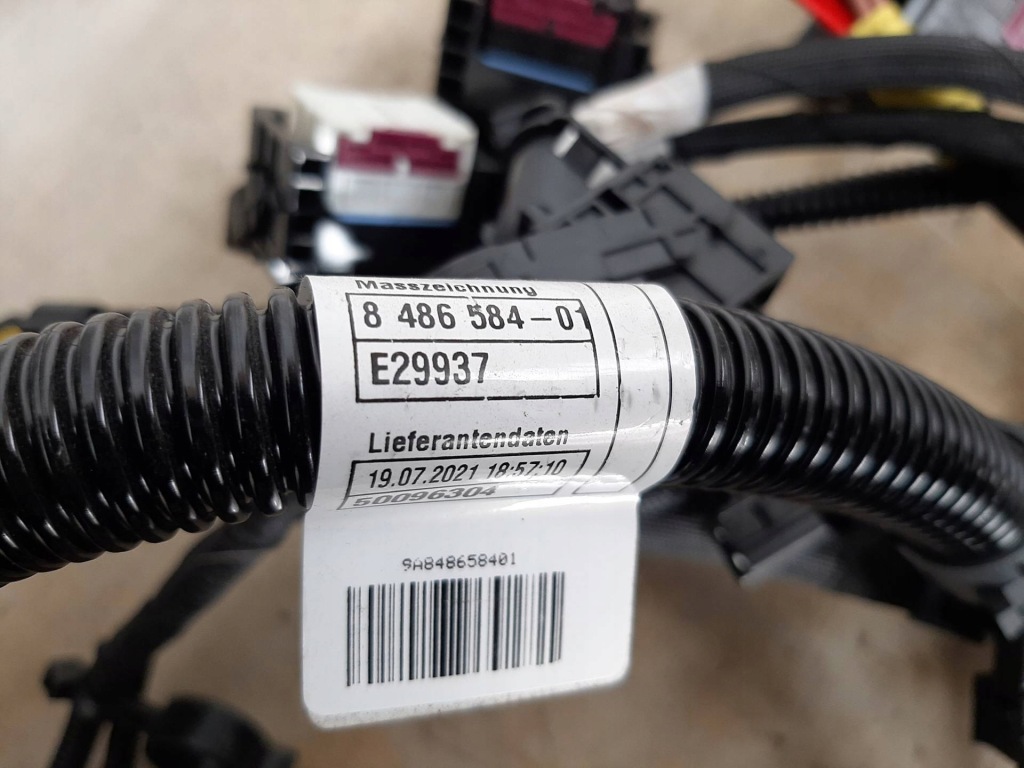 Masszeichnung
8 486 584-01
E29937
Lieferantendaten
19.07.2021 18:57:10
50096304
9A848658401